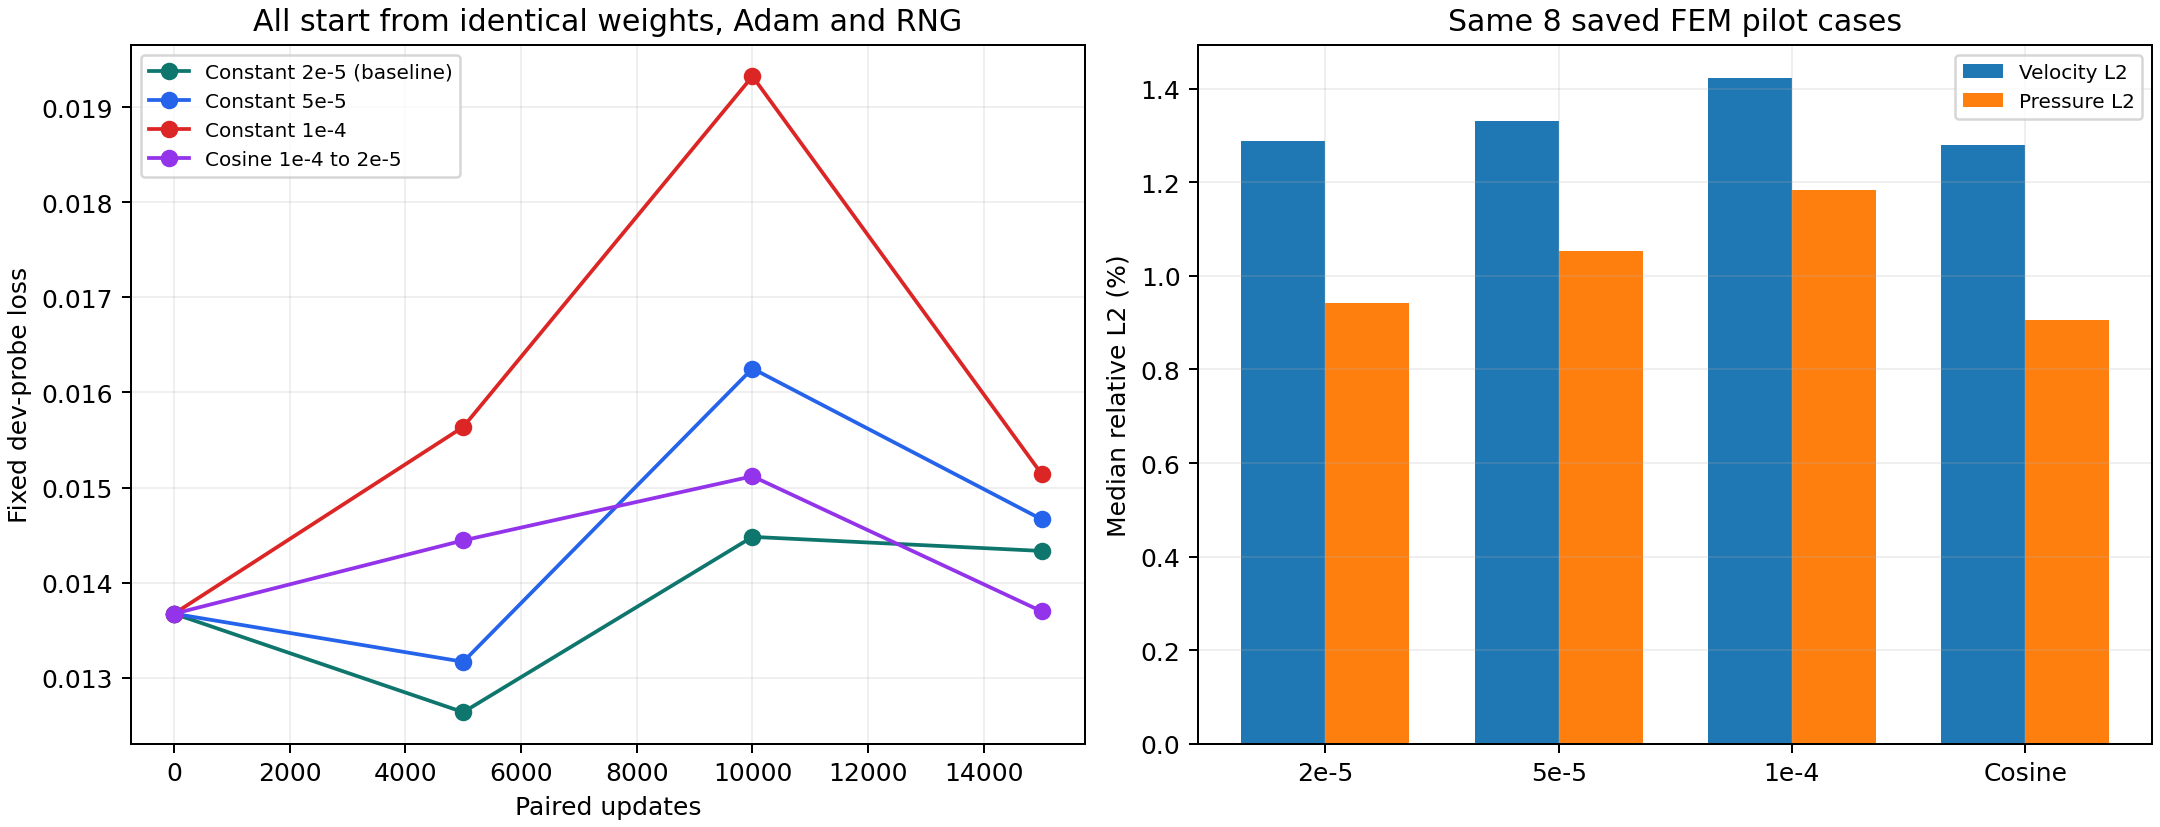 All start from identical weights, Adam and RNG
Constant 2e-5 (baseline)
Constant 5e-5
Constant 1e-4
Cosine 1e-4 to 2e-5
Fixed dev-probe loss
0.019
0.018
0.017
0.016
0.015
0.014
0.013
0 2000 4000 6000 8000 10000 12000 14000
Paired updates
Same 8 saved FEM pilot cases
Velocity L2
Pressure L2
Median relative L2 (%)
1.4
1.2
1.0
0.8
0.6
0.4
0.2
0.0
2e-5 5e-5 1e-4 Cosine